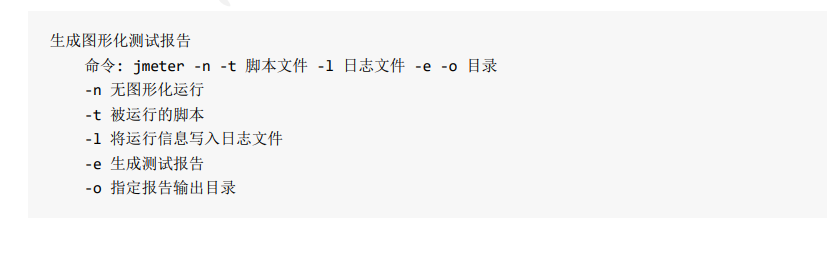 生成图形化测试报告
命令: jmeter -n -t 脚本文件 -l 日志文件 -e -o 目录
-n 无图形化运行
-t 被运行的脚本
-l 将运行信息写入日志文件
-e 生成测试报告
-o 指定报告输出目录